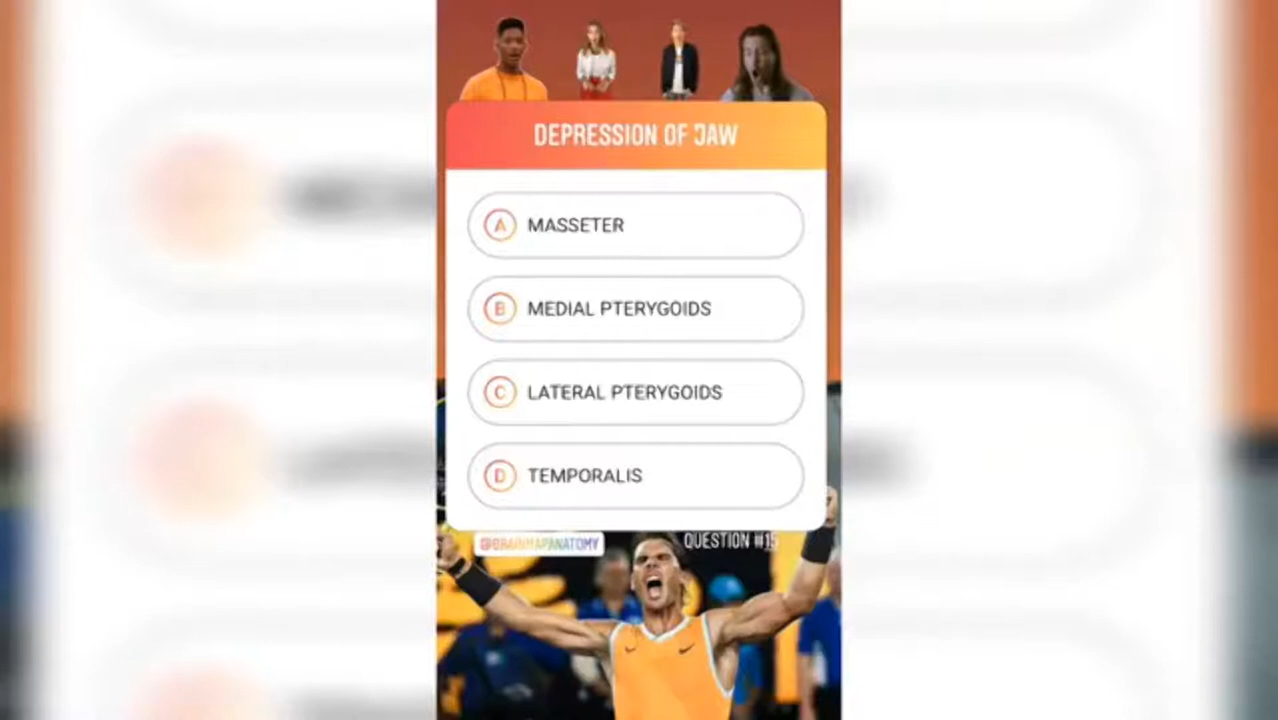 DEPRESSION OF JAW
A MASSETER
B MEDIAL PTERYGOIDS
C LATERAL PTERYGOIDS
D TEMPORALIS
@BRAINMAPANATOMY
QUESTION #15